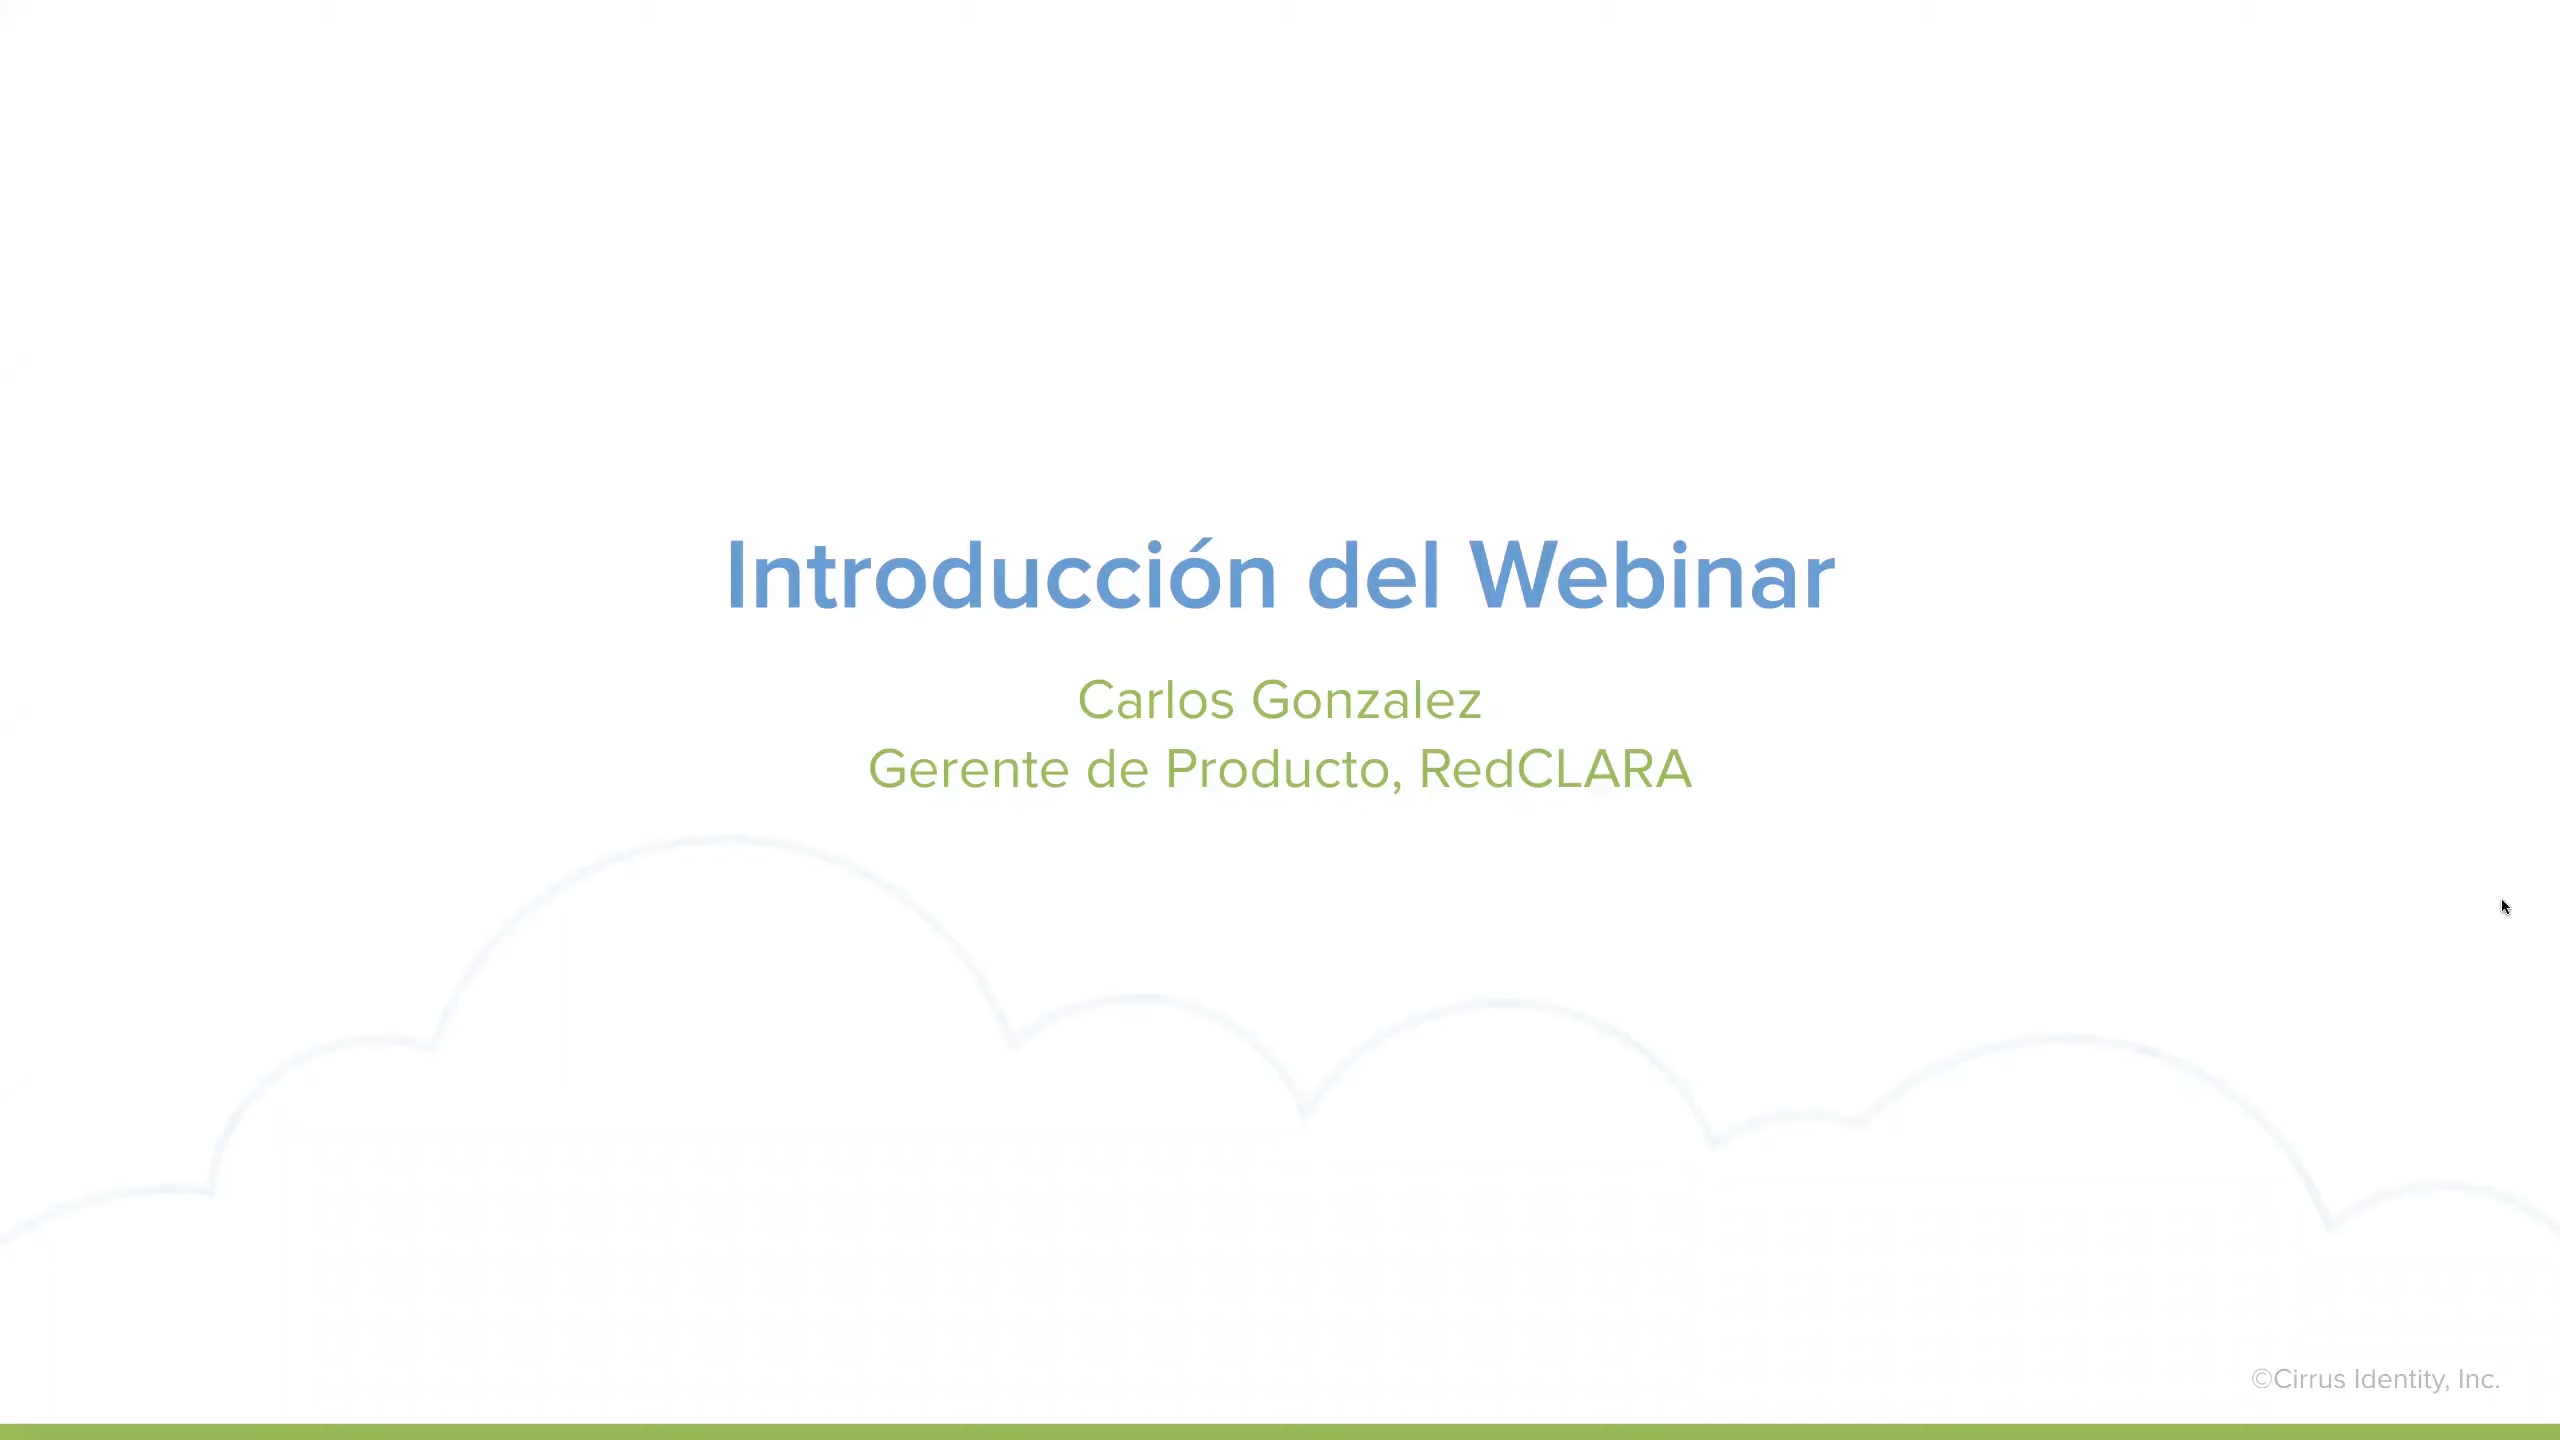 Introducción del Webinar
Carlos Gonzalez
Gerente de Producto, RedCLARA
©Cirrus Identity, Inc.